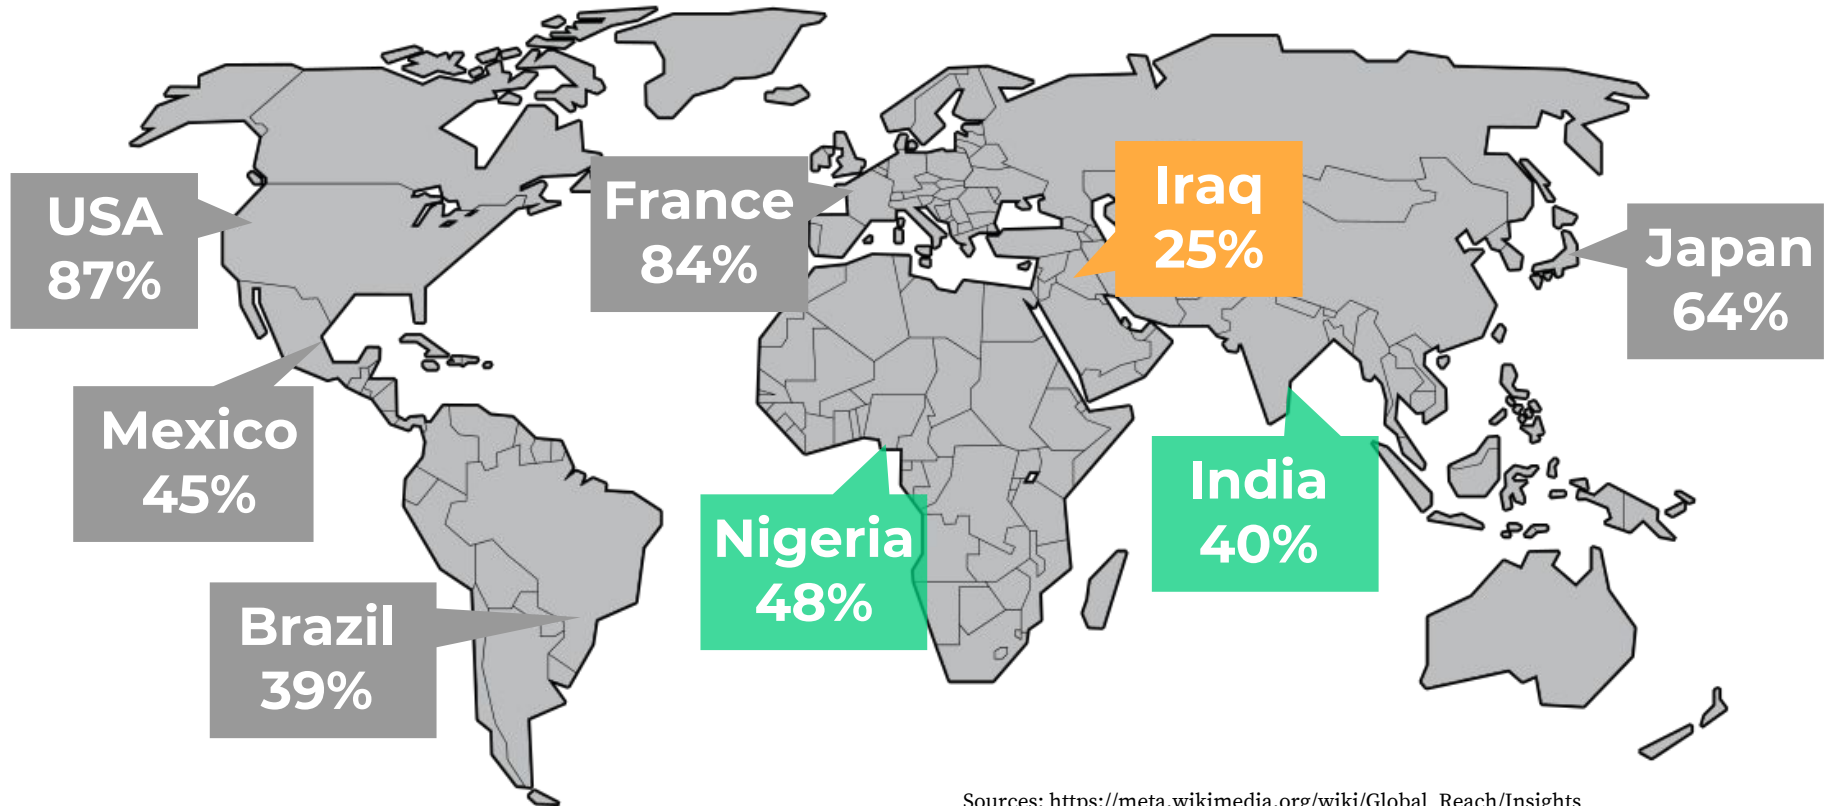 USA
87%
France
84%
Iraq
25%
Japan
64%
Mexico
45%
India
40%
Nigeria
48%
Brazil
39%
Sources: https://meta.wikimedia.org/wiki/Global_Reach/Insights